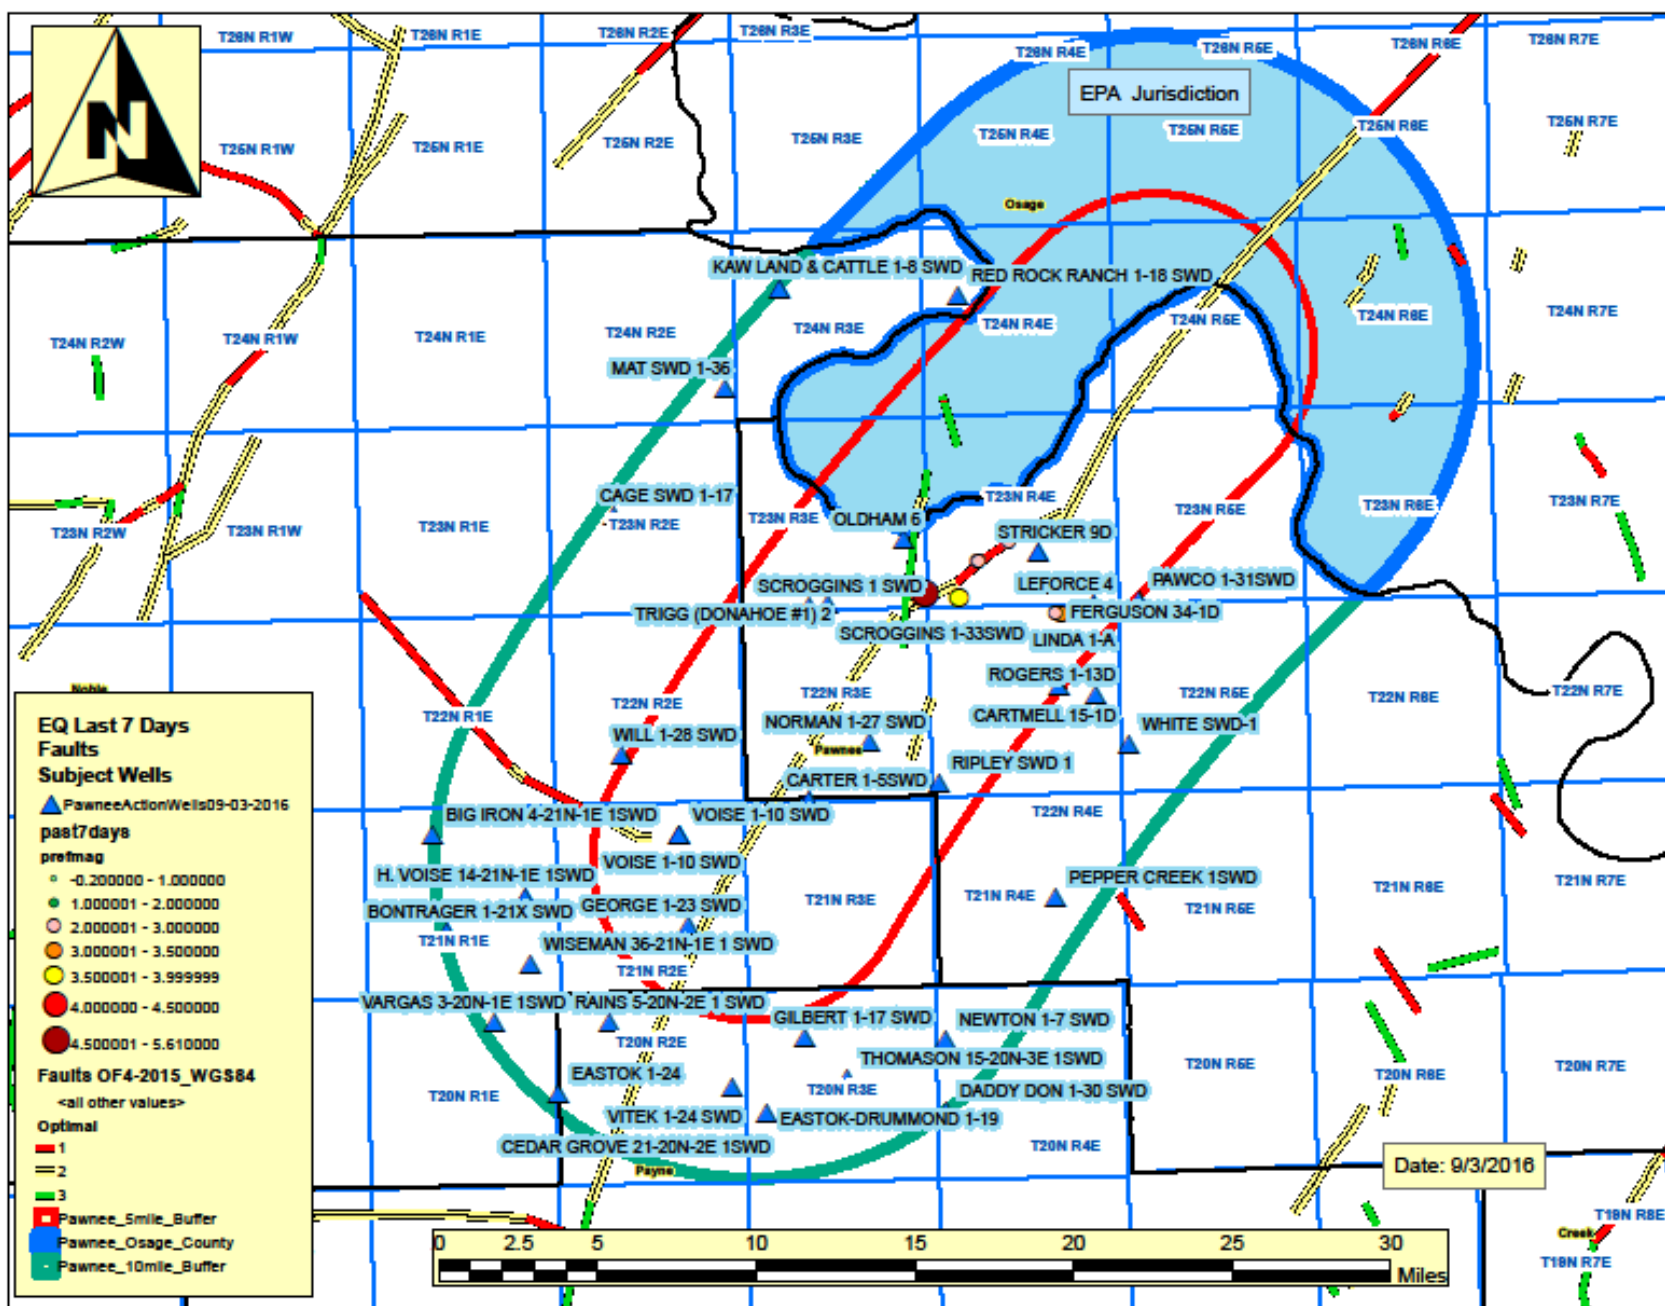 T26N R1W
T26N R1E
T26N R2E
T26N R3E
T26N R4E
T26N R5E
T26N R6E
T26N R7E
N
EPA Jurisdiction
T25N R1W
T25N R1E
T25N R2E
T25N R3E
T25N R4E
T25N R5E
T25N R6E
T25N R7E
Osage
KAW LAND & CATTLE 1-8 SWD
RED ROCK RANCH 1-18 SWD
T24N R2W
T24N R1W
T24N R1E
T24N R2E
T24N R3E
T24N R4E
T24N R5E
T24N R6E
T24N R7E
MAT SWD 1-36
CAGE SWD 1-17
T23N R2W
T23N R1W
T23N R1E
T23N R2E
T23N R3E
T23N R4E
T23N R5E
T23N R6E
T23N R7E
OLDHAM 6
STRICKER 9D
SCROGGINS 1 SWD
LEFORCE 4
PAWCO 1-31SWD
TRIGG (DONAHOE #1) 2
FERGUSON 34-1D
SCROGGINS 1-33SWD
LINDA 1-A
ROGERS 1-13D
Noble
T22N R1E
T22N R2E
T22N R3E
T22N R5E
T22N R6E
T22N R7E
NORMAN 1-27 SWD
CARTMELL 15-1D
WHITE SWD-1
WILL 1-28 SWD
Pawnee
RIPLEY SWD 1
CARTER 1-5SWD
BIG IRON 4-21N-1E 1SWD
VOISE 1-10 SWD
T22N R4E
VOISE 1-10 SWD
H. VOISE 14-21N-1E 1SWD
PEPPER CREEK 1SWD
T21N R3E
T21N R4E
T21N R5E
T21N R6E
T21N R7E
BONTRAGER 1-21X SWD
GEORGE 1-23 SWD
T21N R1E
WISEMAN 36-21N-1E 1 SWD
T21N R2E
VARGAS 3-20N-1E 1SWD
RAINS 5-20N-2E 1 SWD
GILBERT 1-17 SWD
NEWTON 1-7 SWD
T20N R2E
THOMASON 15-20N-3E 1SWD
T20N R5E
T20N R6E
T20N R7E
EASTOK 1-24
T20N R1E
T20N R3E
DADDY DON 1-30 SWD
VITEK 1-24 SWD
EASTOK-DRUMMOND 1-19
CEDAR GROVE 21-20N-2E 1SWD
T20N R4E
Payne
Date: 9/3/2016
T19N R8E
Creek
T19N R7E
EQ Last 7 Days
Faults
Subject Wells
PawneeActionWells09-03-2016
past7days
prefmag
-0.200000 - 1.000000
1.000001 - 2.000000
2.000001 - 3.000000
3.000001 - 3.500000
3.500001 - 3.999999
4.000000 - 4.500000
4.500001 - 5.610000
Faults OF4-2015_WGS84
<all other values>
Optimal
1
2
3
Pawnee_5mile_Buffer
Pawnee_Osage_County
Pawnee_10mile_Buffer
0 2.5 5 10 15 20 25 30
Miles